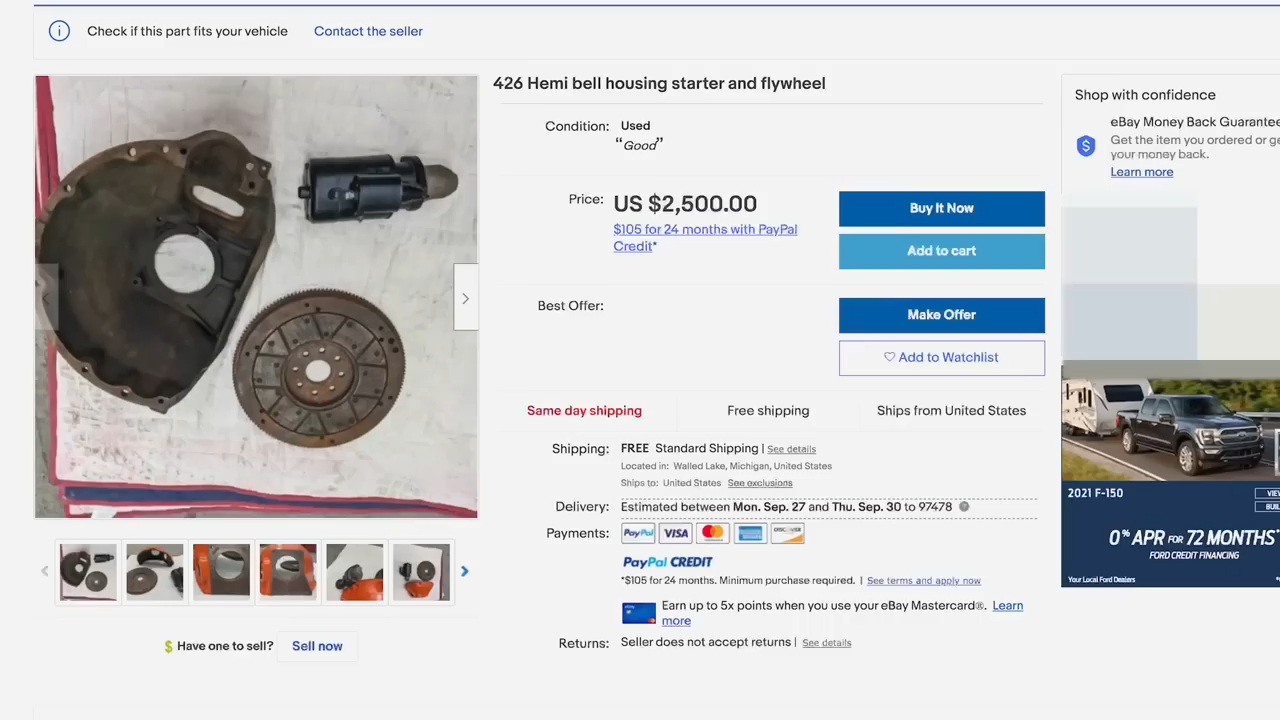 Check if this part fits your vehicle Contact the seller
426 Hemi bell housing starter and flywheel
Condition: Used
“Good”
Price: US $2,500.00
$105 for 24 months with PayPal
Credit*
Buy It Now
Add to cart
Best Offer:
Make Offer
Add to Watchlist
Same day shipping Free shipping Ships from United States
Shipping: FREE Standard Shipping | See details
Located in: Walled Lake, Michigan, United States
Ships to: United States See exclusions
Delivery: Estimated between Mon. Sep. 27 and Thu. Sep. 30 to 97478
Payments: PayPal VISA MasterCard DISCOVER
PayPal CREDIT
*$105 for 24 months. Minimum purchase required. | See terms and apply now
Earn up to 5x points when you use your eBay Mastercard®. Learn
more
Returns: Seller does not accept returns | See details
$ Have one to sell? Sell now
Shop with confidence
eBay Money Back Guarantee
Get the item you ordered or ge
your money back.
Learn more
2021 F-150
VIEW
BUIL
0% APR FOR 72 MONTHS*
FORD CREDIT FINANCING
Your Local Ford Dealers